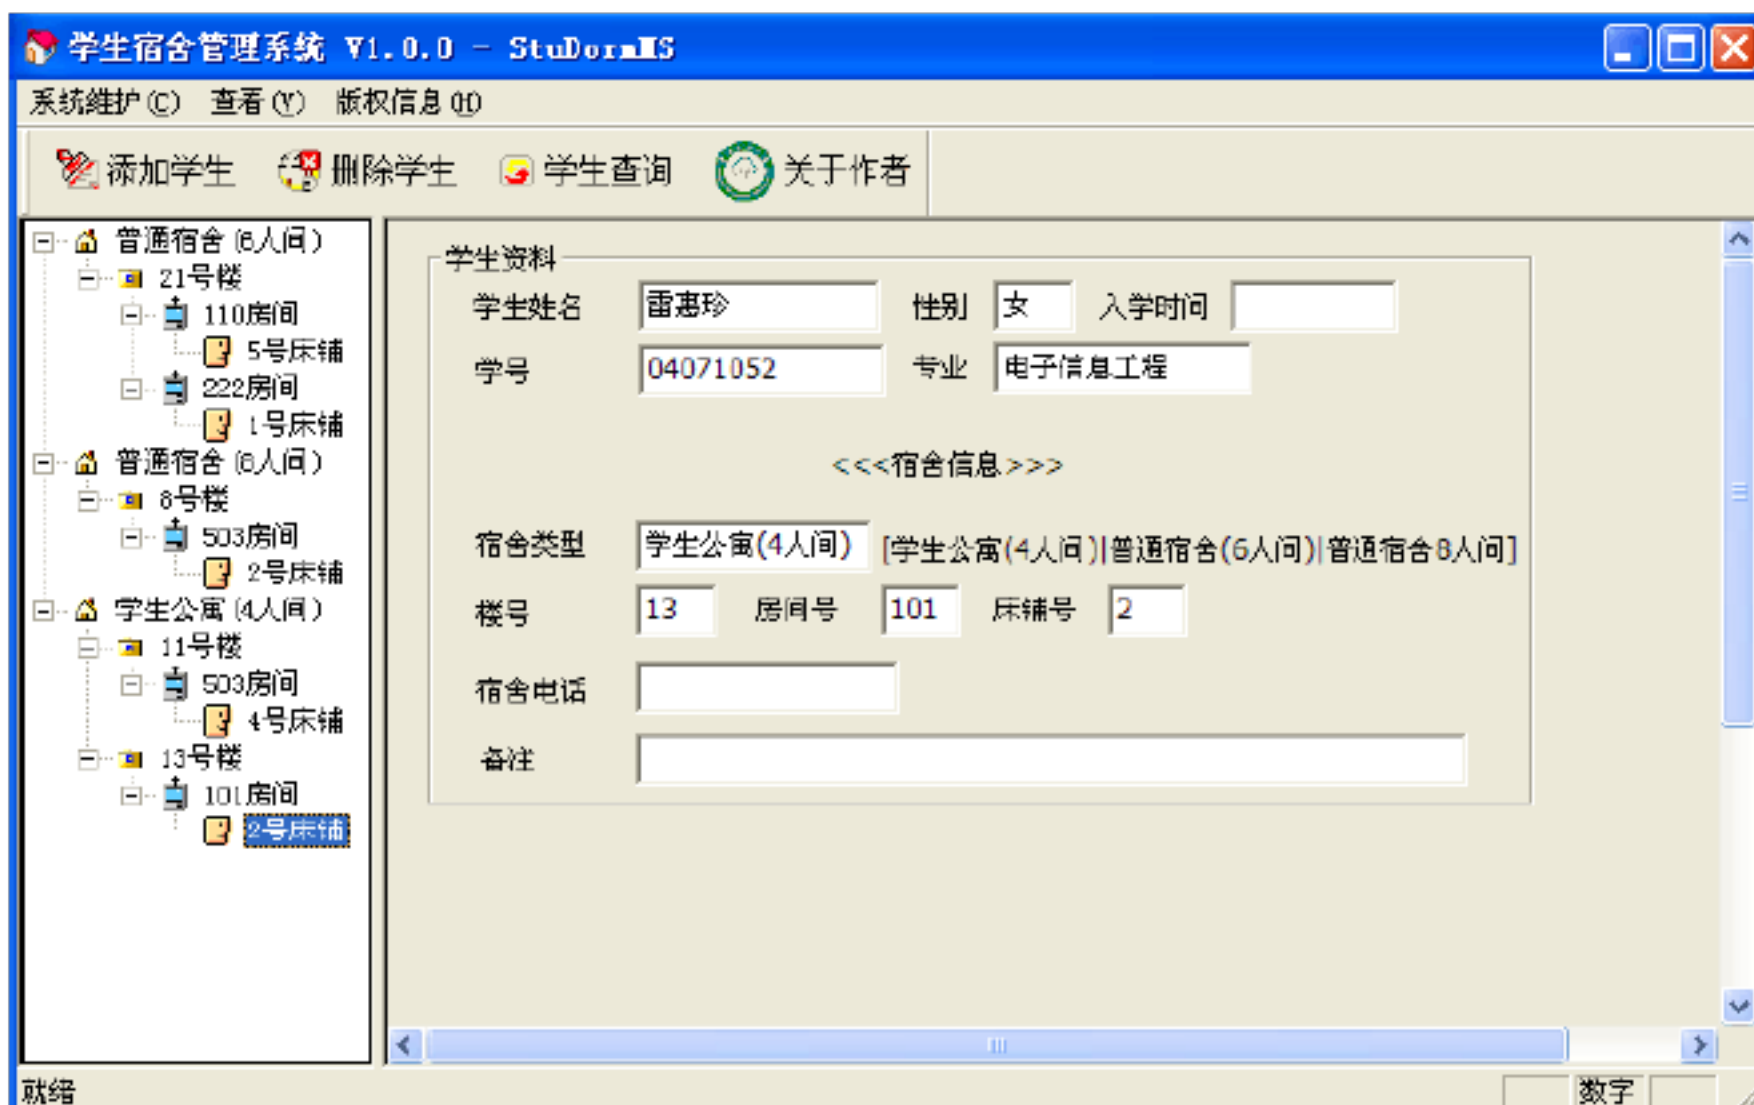 学生宿舍管理系统 V1.0.0 - StuDormMS
系统維护(C) 查看(V) 版权信息(H)
添加学生 删除学生 学生查询 关于作者
普通宿舍(6人间)
21号楼
110房间
5号床铺
222房间
1号床铺
普通宿舍(8人间)
8号楼
503房间
2号床铺
学生公寓(4人间)
11号楼
503房间
4号床铺
13号楼
101房间
2号床铺
学生资料
学生姓名 雷惠珍 性别 女 入学时间
学号 04071052 专业 电子信息工程
<<<宿舍信息>>>
宿舍类型 学生公寓(4人间) [学生公寓(4人间)|普通宿舍(6人间)|普通宿舍8人间]
楼号 13 房间号 101 床铺号 2
宿舍电话
备注
就绪 数字